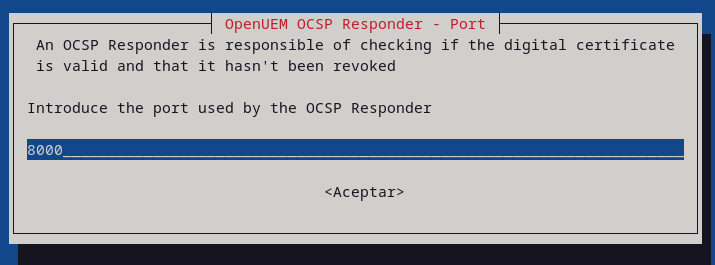 OpenUEM OCSP Responder - Port
An OCSP Responder is responsible of checking if the digital certificate
is valid and that it hasn't been revoked
Introduce the port used by the OCSP Responder
8000
<Aceptar>